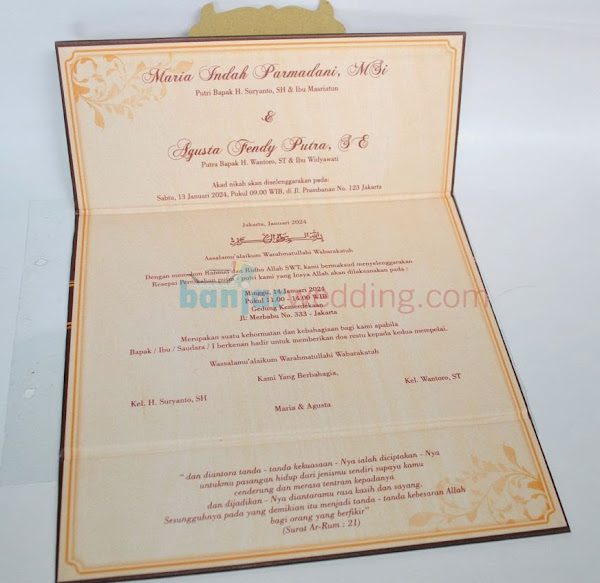 Maria Indah Parmadani, MSi
Putri Bapak H. Suryanto, SH & Ibu Masriatun
&
Agusta Fendy Putra, S E
Putra Bapak H. Wantoro, ST & Ibu Widyawati
Akad nikah akan diselenggarakan pada :
Sabtu, 13 Januari 2024, Pukul 09.00 WIB, di Jl. Prambanan No. 123 Jakarta
Jakarta, Januari 2024
Assalamu'alaikum Warahmatullahi Wabarakatuh
Dengan memohon Rahmat dan Ridho Allah SWT, kami bermaksud menyelenggarakan
Resepsi Pernikahan putra - putri kami yang Insya Allah akan dilaksanakan pada :
Minggu, 14 Januari 2024
Pukul 11.00 - 14.00 WIB
banjarwedding.com
Gedung Kemerdekaan
Jl. Merbabu No. 333 - Jakarta
Merupakan suatu kehormatan dan kebahagiaan bagi kami apabila
Bapak / Ibu / Saudara / I berkenan hadir untuk memberikan doa restu kepada kedua mempelai.
Wassalamu'alaikum Warahmatullahi Wabarakatuh
Kami Yang Berbahagia,
Kel. H. Suryanto, SH
Kel. Wantoro, ST
Maria & Agusta
" dan diantara tanda - tanda kekuasaan - Nya ialah diciptakan - Nya
untukmu pasangan hidup dari jenismu sendiri supaya kamu
cenderung dan merasa tentram kepadanya
dan dijadikan - Nya diantaramu rasa kasih dan sayang.
Sesungguhnya pada yang demikian itu menjadi tanda - tanda kebesaran Allah
bagi orang yang berfikir"
(Surat Ar-Rum : 21)